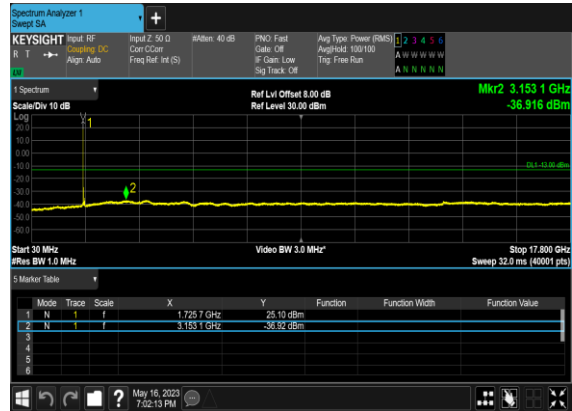 Spectrum Analyzer 1
Swept SA
+
KEYSIGHT Input: RF Input Z: 50 Ω #Atten: 40 dB PNO: Fast Avg Type: Power (RMS) 1 2 3 4 5 6
R T Coupling: DC Corr CCorr Gate: Off Avg|Hold: 100/100 A W W W W W
Align: Auto Freq Ref: Int (S) IF Gain: Low Trig: Free Run A N N N N N
Sig Track: Off
1 Spectrum Ref Lvl Offset 8.00 dB Mkr2 3.153 1 GHz
Scale/Div 10 dB Ref Level 30.00 dBm -36.916 dBm
Log
20.0
10.0
0.00
-10.0
-20.0
-30.0
-40.0
-50.0
-60.0
1
2
DL1 -13.00 dBm
Start 30 MHz Video BW 3.0 MHz* Stop 17.800 GHz
#Res BW 1.0 MHz Sweep 32.0 ms (40001 pts)
5 Marker Table
Mode Trace Scale X Y Function Function Width Function Value
1 N 1 f 1.725 7 GHz 25.10 dBm
2 N 1 f 3.153 1 GHz -36.92 dBm
3
4
5
6
? May 16, 2023
7:02:13 PM